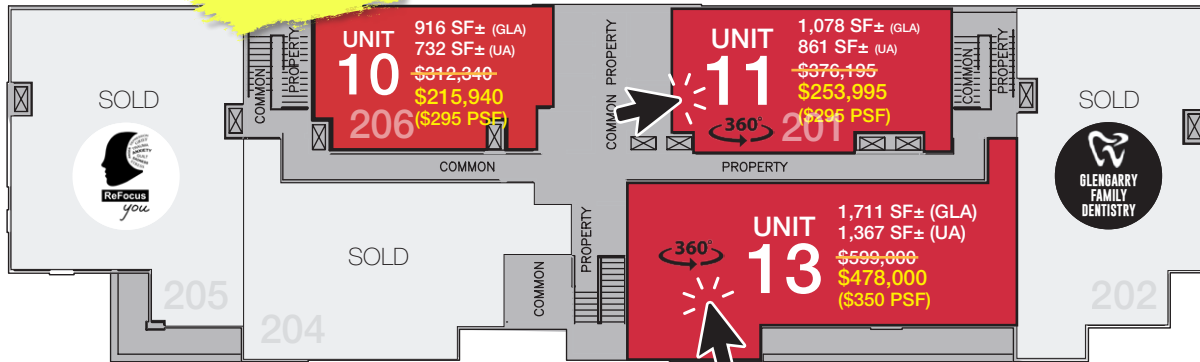 SOLD
ReFocus
you
205
COMMON
PROPERTY
UNIT
10
916 SF± (GLA)
732 SF± (UA)
$312,340
$215,940
($295 PSF)
206
COMMON
SOLD
204
COMMON
PROPERTY
COMMON PROPERTY
UNIT
11
1,078 SF± (GLA)
861 SF± (UA)
$376,195
$253,995
($295 PSF)
360°
201
PROPERTY
COMMON
PROPERTY
UNIT
13
1,711 SF± (GLA)
1,367 SF± (UA)
$599,000
$478,000
($350 PSF)
360°
SOLD
GLENGARRY
FAMILY
DENTISTRY
202